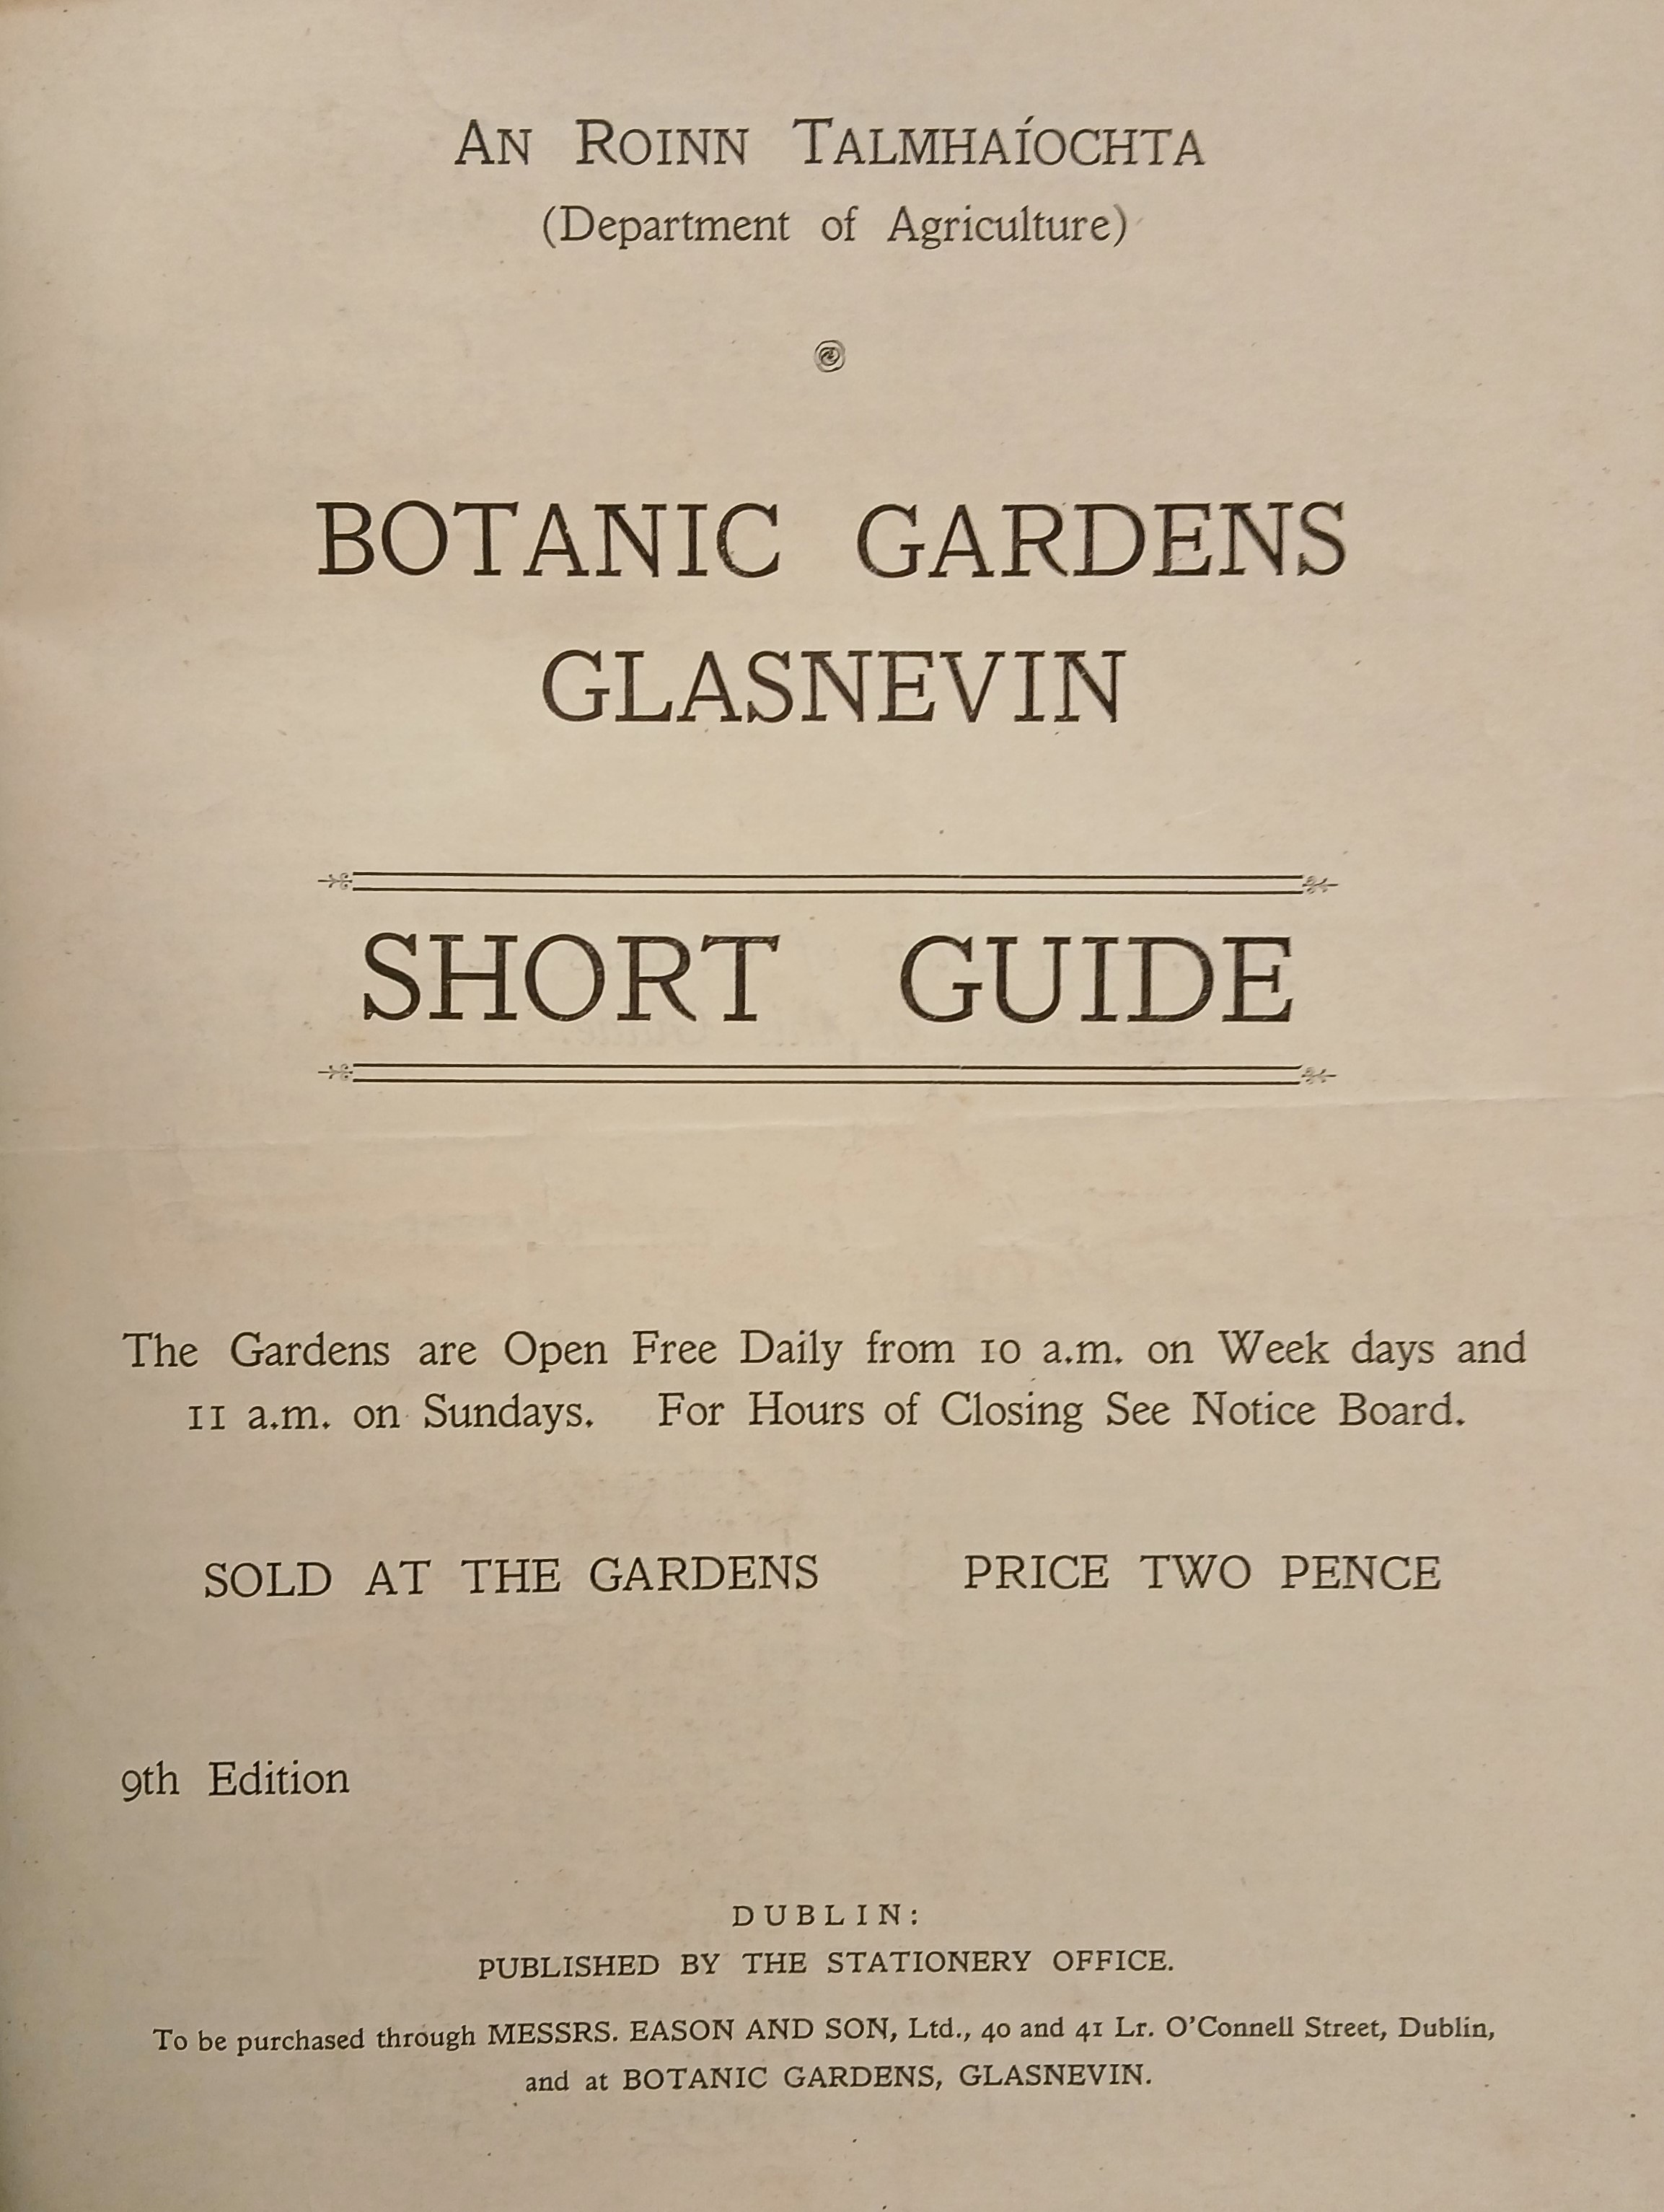 AN ROINN TALMHAÍOCHTA
(Department of Agriculture)
BOTANIC GARDENS
GLASNEVIN
SHORT GUIDE
The Gardens are Open Free Daily from 10 a.m. on Week days and
11 a.m. on Sundays. For Hours of Closing See Notice Board.
SOLD AT THE GARDENS PRICE TWO PENCE
9th Edition
DUBLIN:
PUBLISHED BY THE STATIONERY OFFICE.
To be purchased through MESSRS. EASON AND SON, Ltd., 40 and 41 Lr. O'Connell Street, Dublin,
and at BOTANIC GARDENS, GLASNEVIN.